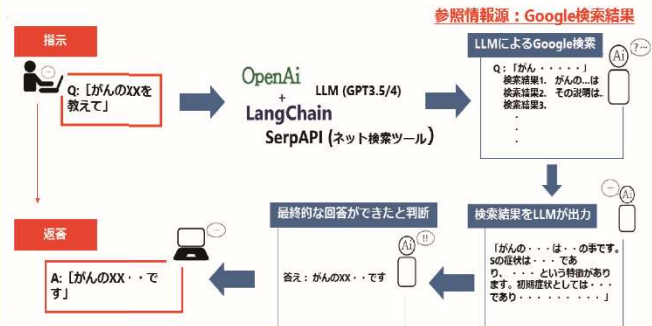 参照情報源：Google検索結果
指示
Q:「がんのXXを
教えて」
OpenAi
+
LangChain
LLM (GPT3.5/4)
SerpAPI (ネット検索ツール)
LLMによるGoogle検索
Ai
?…
Q：「がん・・・・・」
検索結果1. がんの…は
検索結果2. その説明は..
検索結果3.
.
.
.
検索結果をLLMが出力
Ai
「がんの・・・は・・の事です。
Sの症状は・・・であ
り、・・・という特徴があり
ます。初期症状としては・・・
であり・・・・・・・・・」
最終的な回答ができたと判断
Ai
!!
答え：がんのXX・・です
返答
A:「がんのXX・・で
す」